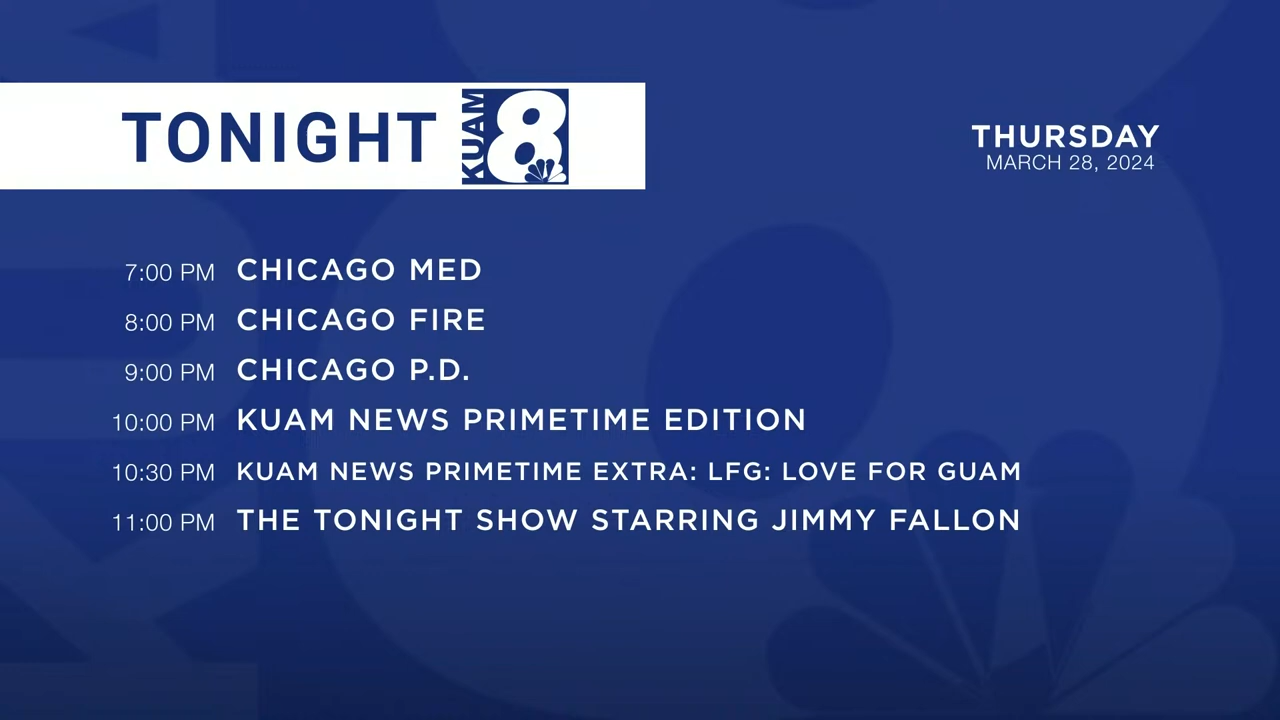 TONIGHT
KUAM
8
THURSDAY
MARCH 28, 2024
7:00 PM CHICAGO MED
8:00 PM CHICAGO FIRE
9:00 PM CHICAGO P.D.
10:00 PM KUAM NEWS PRIMETIME EDITION
10:30 PM KUAM NEWS PRIMETIME EXTRA: LFG: LOVE FOR GUAM
11:00 PM THE TONIGHT SHOW STARRING JIMMY FALLON